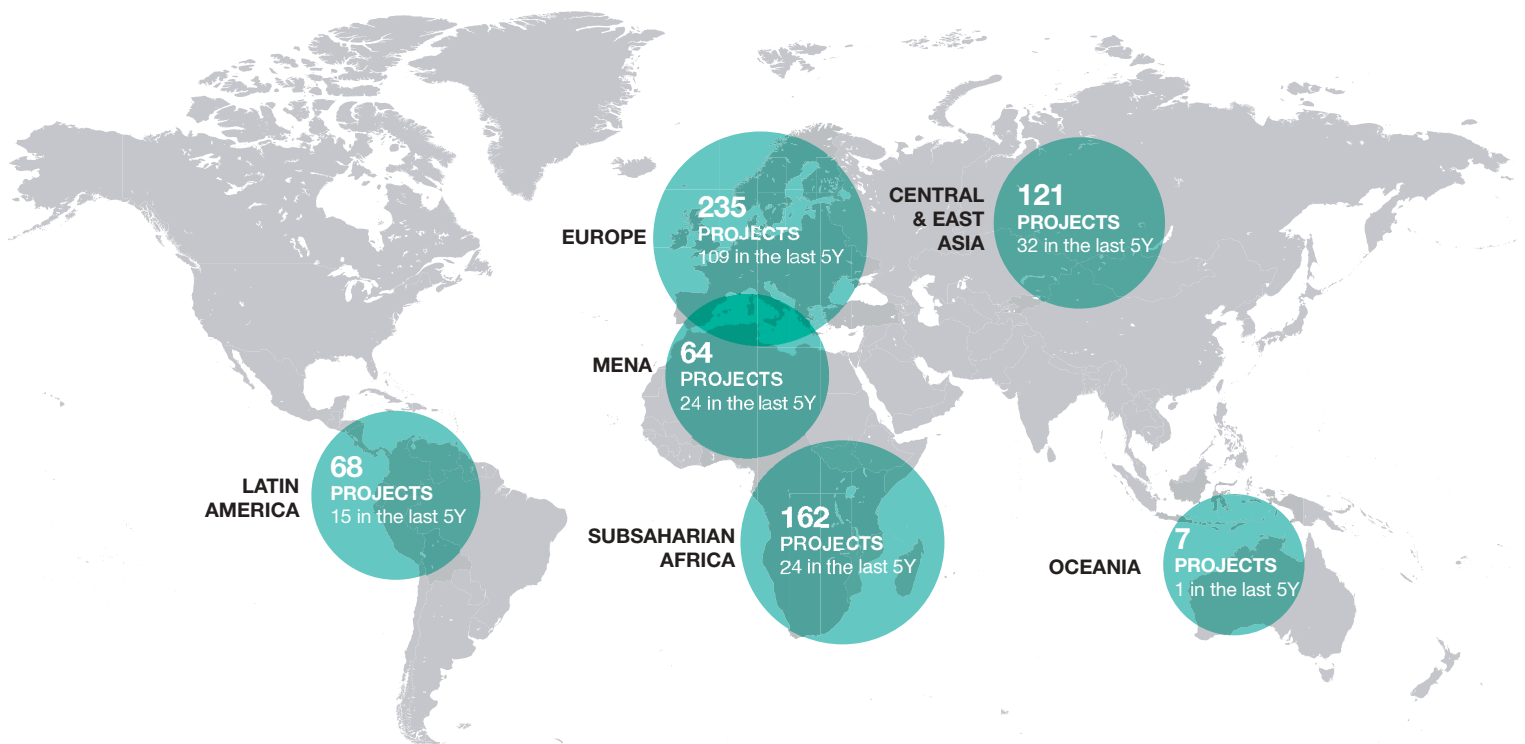 EUROPE
235
PROJECTS
109 in the last 5Y
CENTRAL
& EAST
ASIA
121
PROJECTS
32 in the last 5Y
MENA
64
PROJECTS
24 in the last 5Y
LATIN
AMERICA
68
PROJECTS
15 in the last 5Y
SUBSAHARIAN
AFRICA
162
PROJECTS
24 in the last 5Y
OCEANIA
7
PROJECTS
1 in the last 5Y